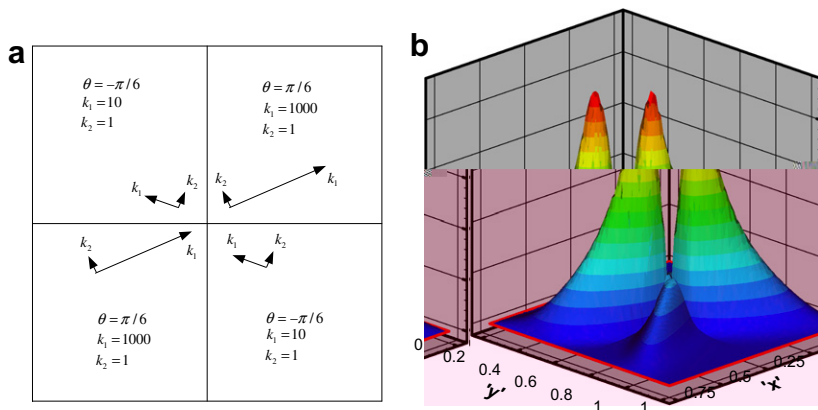 a
θ = −π / 6
k₁ = 10
k₂ = 1
θ = π / 6
k₁ = 1000
k₂ = 1
k₁
k₂
k₂
k₁
k₂
k₁
k₁
k₂
θ = π / 6
k₁ = 1000
k₂ = 1
θ = −π / 6
k₁ = 10
k₂ = 1
b
0
0.2
0.4
0.6
0.8
1
'y'
1
0.75
0.5
0.25
'x'